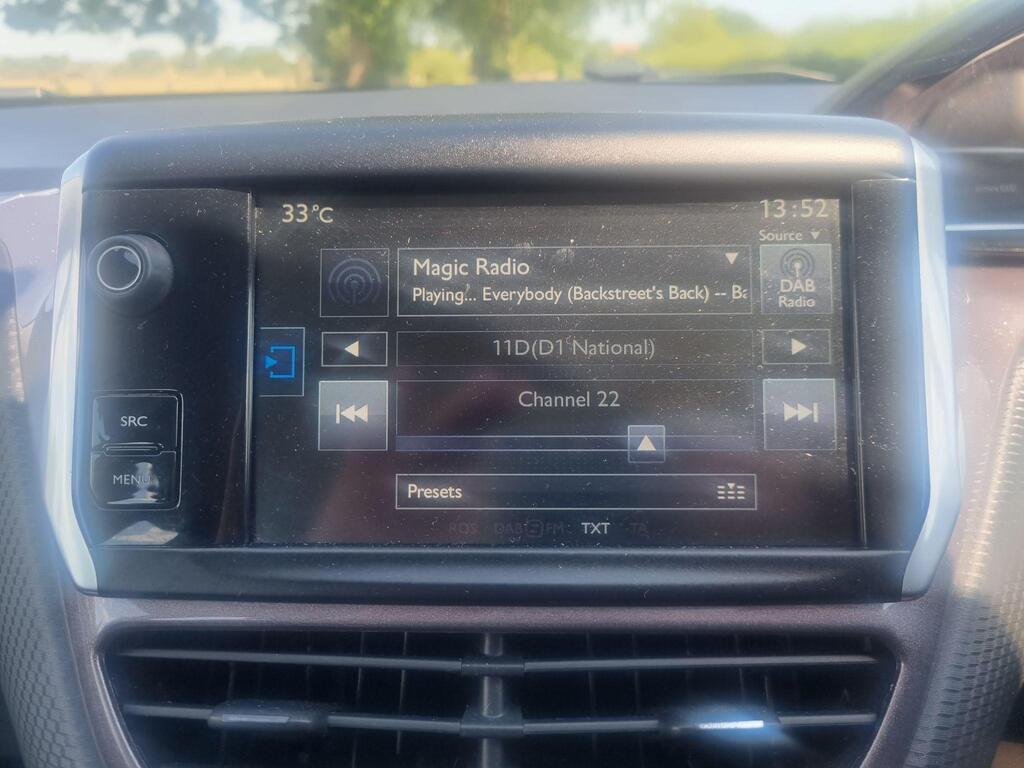 33°C
13:52
Source
Magic Radio
Playing... Everybody (Backstreet's Back) -- Ba
DAB
Radio
11D(D1 National)
SRC
Channel 22
MENU
Presets
RDS DAB FM TXT TA